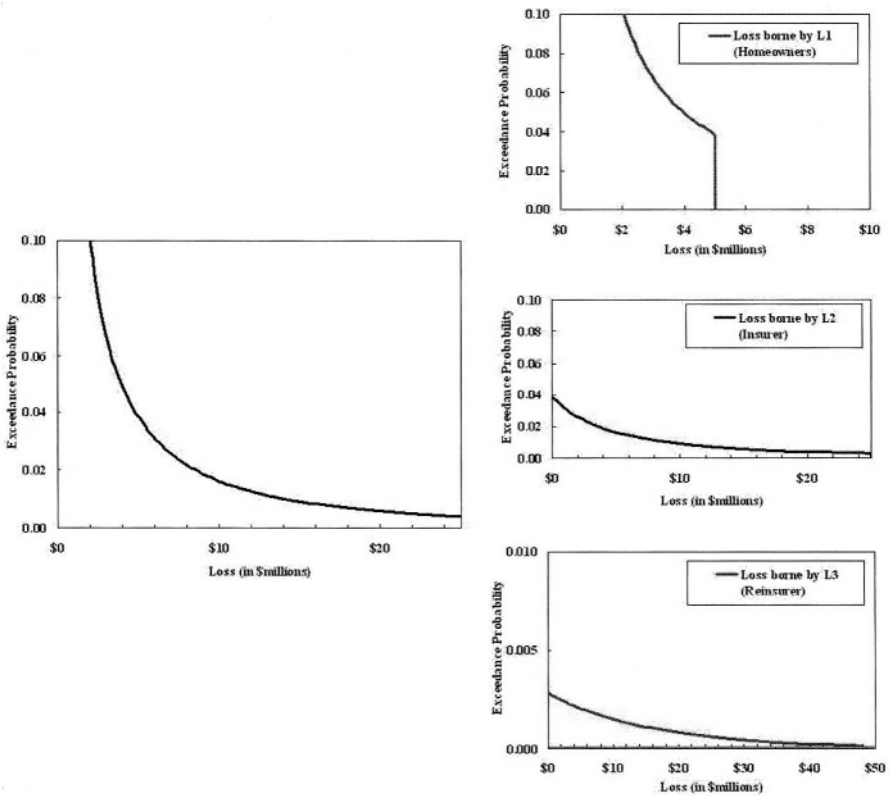 0.10
0.08
0.06
0.04
0.02
0.00
Exceedance Probability
$0
$10
$20
Loss (in $millions)
0.10
0.08
0.06
0.04
0.02
0.00
Exceedance Probability
Loss borne by L1
(Homeowners)
$0
$2
$4
$6
$8
$10
Loss (in $millions)
0.10
0.08
0.06
0.04
0.02
0.00
Exceedance Probability
Loss borne by L2
(Insurer)
$0
$10
$20
Loss (in $millions)
0.010
0.005
0.000
Exceedance Probability
Loss borne by L3
(Reinsurer)
$0
$10
$20
$30
$40
$50
Loss (in $millions)